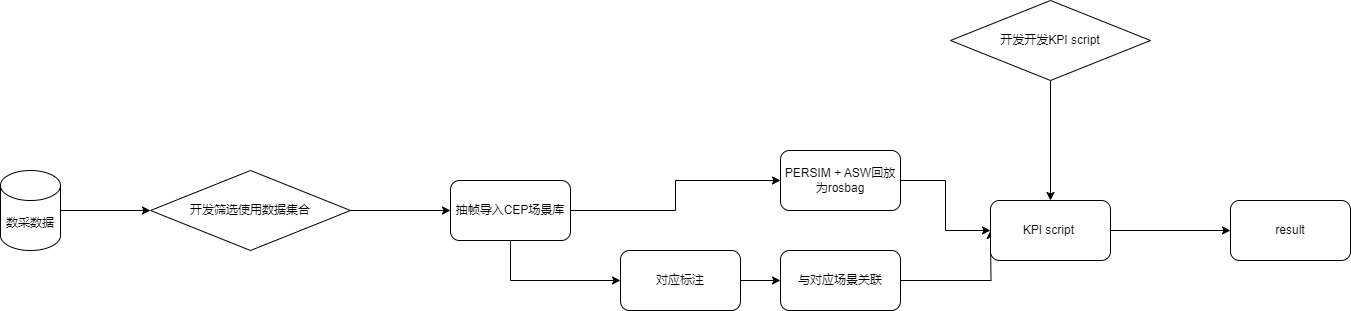 开发开发KPI script
数采数据
开发筛选使用数据集合
抽帧导入CEP场景库
PERSIM + ASW回放
为rosbag
对应标注
与对应场景关联
KPI script
result